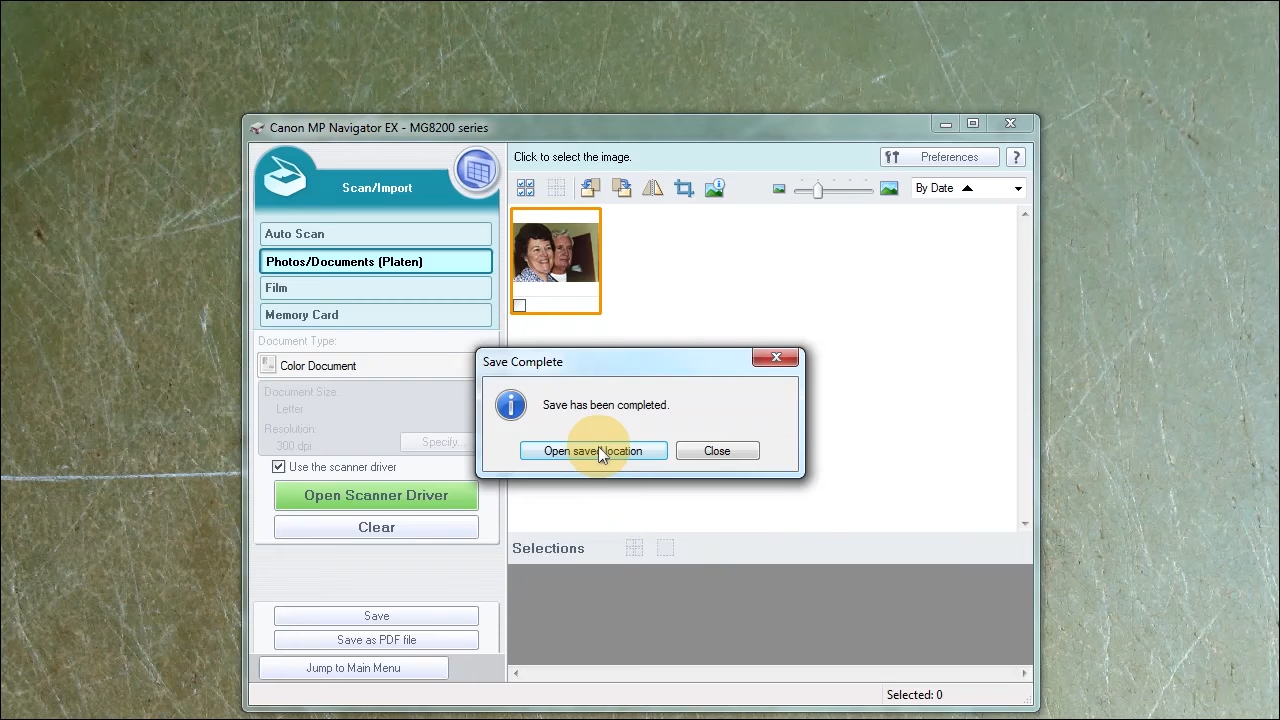 Canon MP Navigator EX - MG8200 series
Scan/Import
Click to select the image.
Preferences
?
By Date
Auto Scan
Photos/Documents (Platen)
Film
Memory Card
Document Type:
Color Document
Document Size:
Letter
Resolution:
300 dpi
Specify...
Use the scanner driver
Open Scanner Driver
Clear
Save Complete
Save has been completed.
Open saved location
Close
Selections
Save
Save as PDF file
Jump to Main Menu
Selected: 0